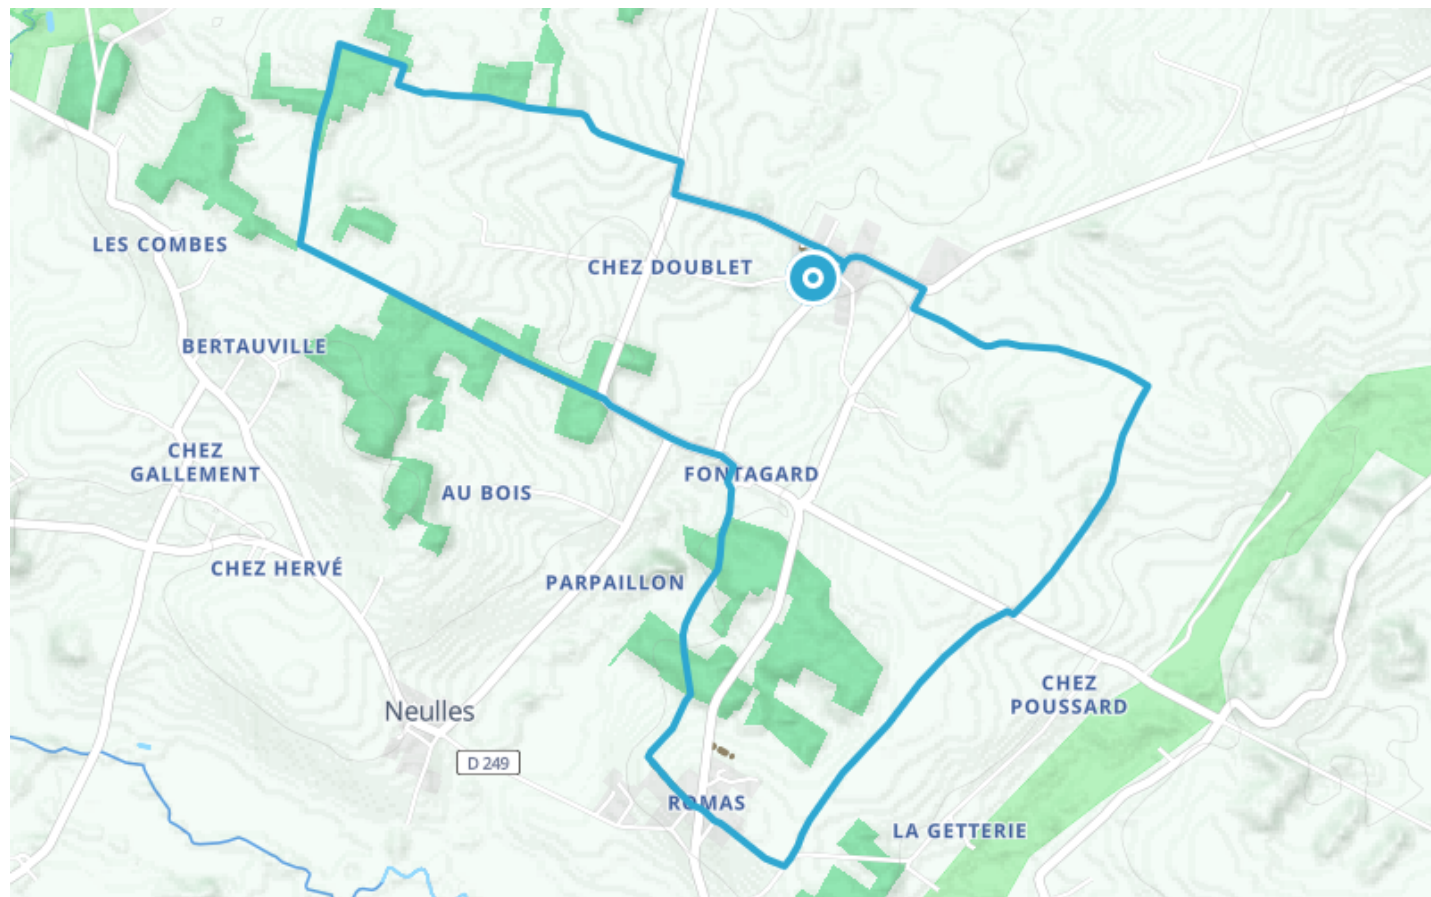 LES COMBES
CHEZ DOUBLET
BERTAUVILLE
CHEZ
GALLEMENT
FONTAGARD
AU BOIS
CHEZ HERVÉ
PARPAILLON
CHEZ
POUSSARD
Neulles
D 249
ROMAS
LA GETTERIE